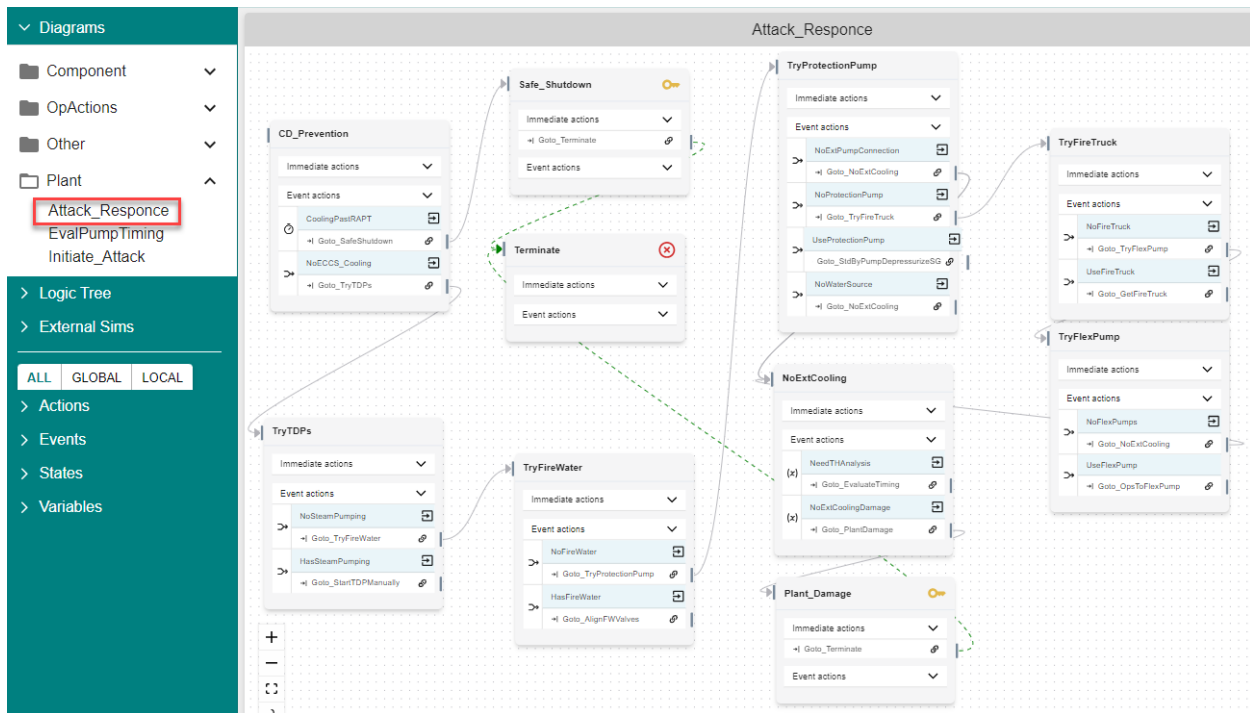 Diagrams
Component
OpActions
Other
Plant
Attack_Responce
EvalPumpTiming
Initiate_Attack
Logic Tree
External Sims
ALL GLOBAL LOCAL
Actions
Events
States
Variables
Attack_Responce
CD_Prevention
Immediate actions
Event actions
CoolingPastRAPT
Goto_SafeShutdown
NoECCS_Cooling
Goto_TryTDPs
Safe_Shutdown
Immediate actions
Goto_Terminate
Event actions
Terminate
Immediate actions
Event actions
TryTDPs
Immediate actions
Event actions
NoSteamPumping
Goto_TryFireWater
HasSteamPumping
Goto_StartTDPManually
TryFireWater
Immediate actions
Event actions
NoFireWater
Goto_TryProtectionPump
HasFireWater
Goto_AlignFWValves
TryProtectionPump
Immediate actions
Event actions
NoExtPumpConnection
Goto_NoExtCooling
NoProtectionPump
Goto_TryFireTruck
UseProtectionPump
Goto_StdByPumpDepressurizeSG
NoWaterSource
Goto_NoExtCooling
NoExtCooling
Immediate actions
Event actions
(x) NeedTHAnalysis
Goto_EvaluateTiming
(x) NoExtCoolingDamage
Goto_PlantDamage
Plant_Damage
Immediate actions
Goto_Terminate
Event actions
TryFireTruck
Immediate actions
Event actions
NoFireTruck
Goto_TryFlexPump
UseFireTruck
Goto_GetFireTruck
TryFlexPump
Immediate actions
Event actions
NoFlexPumps
Goto_NoExtCooling
UseFlexPump
Goto_OpsToFlexPump